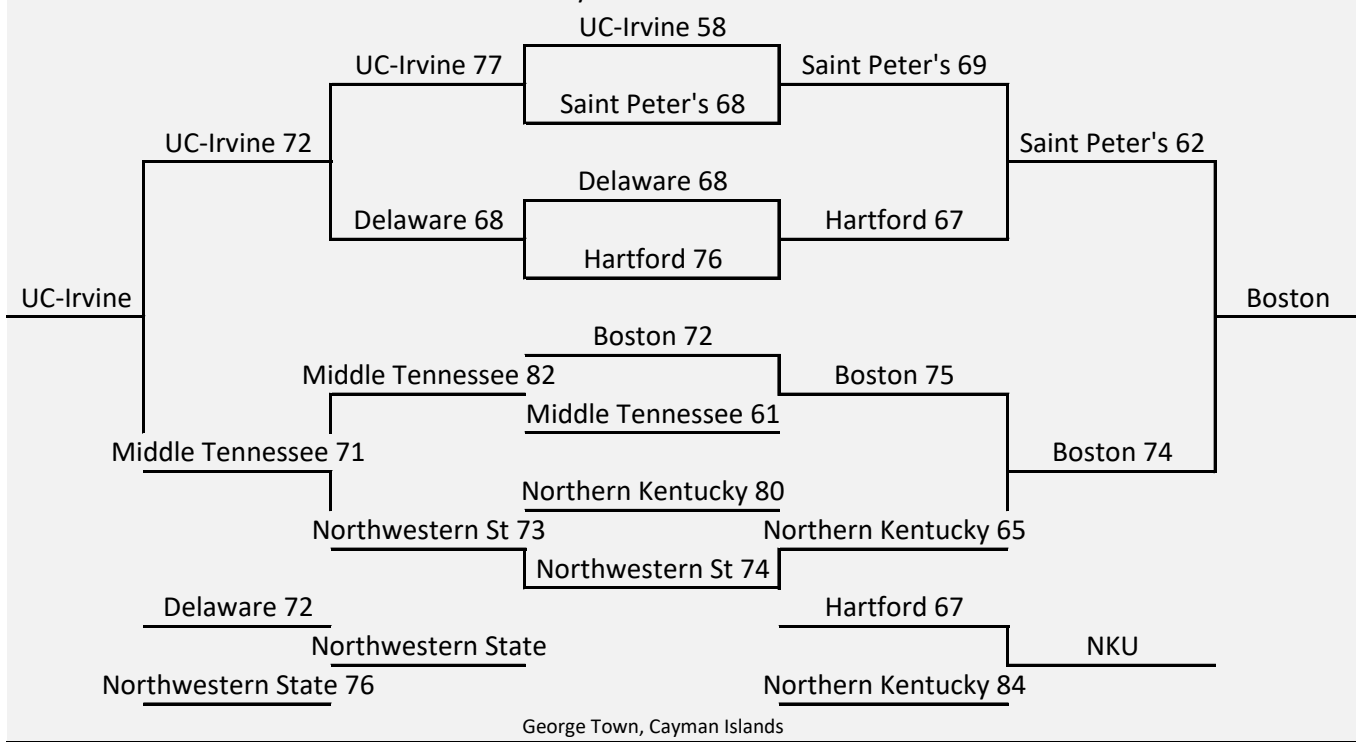 UC-Irvine 58
UC-Irvine 77
Saint Peter's 69
Saint Peter's 68
UC-Irvine 72
Saint Peter's 62
Delaware 68
Delaware 68
Hartford 67
Hartford 76
UC-Irvine
Boston
Boston 72
Middle Tennessee 82
Boston 75
Middle Tennessee 61
Middle Tennessee 71
Boston 74
Northern Kentucky 80
Northwestern St 73
Northern Kentucky 65
Northwestern St 74
Delaware 72
Hartford 67
Northwestern State
NKU
Northwestern State 76
Northern Kentucky 84
George Town, Cayman Islands